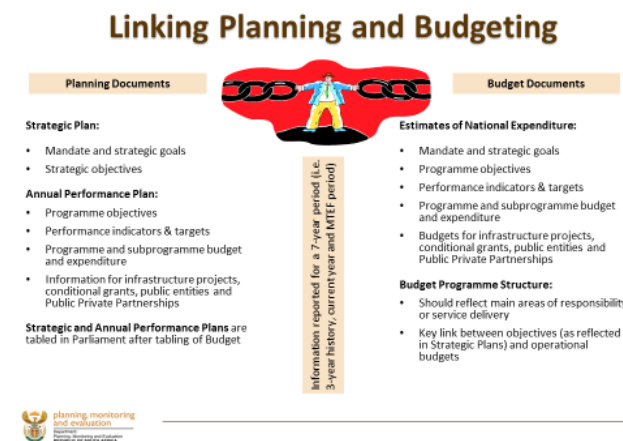 Linking Planning and Budgeting
Planning Documents
Strategic Plan:
• Mandate and strategic goals
• Strategic objectives
Annual Performance Plan:
• Programme objectives
• Performance indicators & targets
• Programme and subprogramme budget
and expenditure
• Information for infrastructure projects,
conditional grants, public entities and
Public Private Partnerships
Strategic and Annual Performance Plans are
tabled in Parliament after tabling of Budget
Information reported for a 7-year period (i.e.
3-year history, current year and MTEF period)
Budget Documents
Estimates of National Expenditure:
• Mandate and strategic goals
• Programme objectives
• Performance indicators & targets
• Programme and subprogramme budget
and expenditure
• Budgets for infrastructure projects,
conditional grants, public entities and
Public Private Partnerships
Budget Programme Structure:
• Should reflect main areas of responsibility
or service delivery
• Key link between objectives (as reflected
in Strategic Plans) and operational
budgets
planning, monitoring
and evaluation
Department:
Planning, Monitoring and Evaluation
REPUBLIC OF SOUTH AFRICA